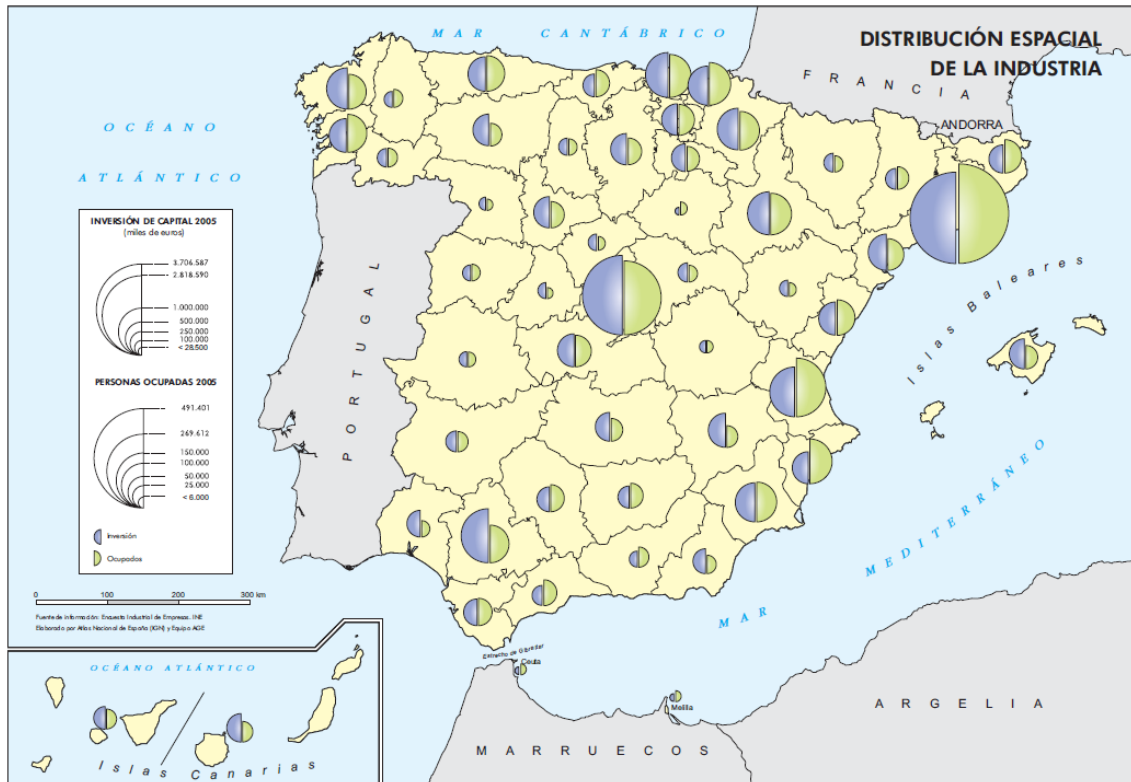 MAR CANTÁBRICO
DISTRIBUCIÓN ESPACIAL
DE LA INDUSTRIA
FRANCIA
ANDORRA
OCÉANO
ATLÁNTICO
INVERSIÓN DE CAPITAL 2005
(miles de euros)
3.706.587
2.818.590
1.000.000
500.000
250.000
100.000
< 28.500
PERSONAS OCUPADAS 2005
491.401
269.612
150.000
100.000
50.000
25.000
< 6.000
Inversión
Ocupados
PORTUGAL
Islas Baleares
MAR MEDITERRÁNEO
0 100 200 300 km
Fuente de información: Encuesta Industrial de Empresas. INE
Elaborado por Atlas Nacional de España (IGN) y Equipo AGE
Estrecho de Gibraltar
Ceuta
Melilla
OCÉANO ATLÁNTICO
Islas Canarias
MARRUECOS
ARGELIA